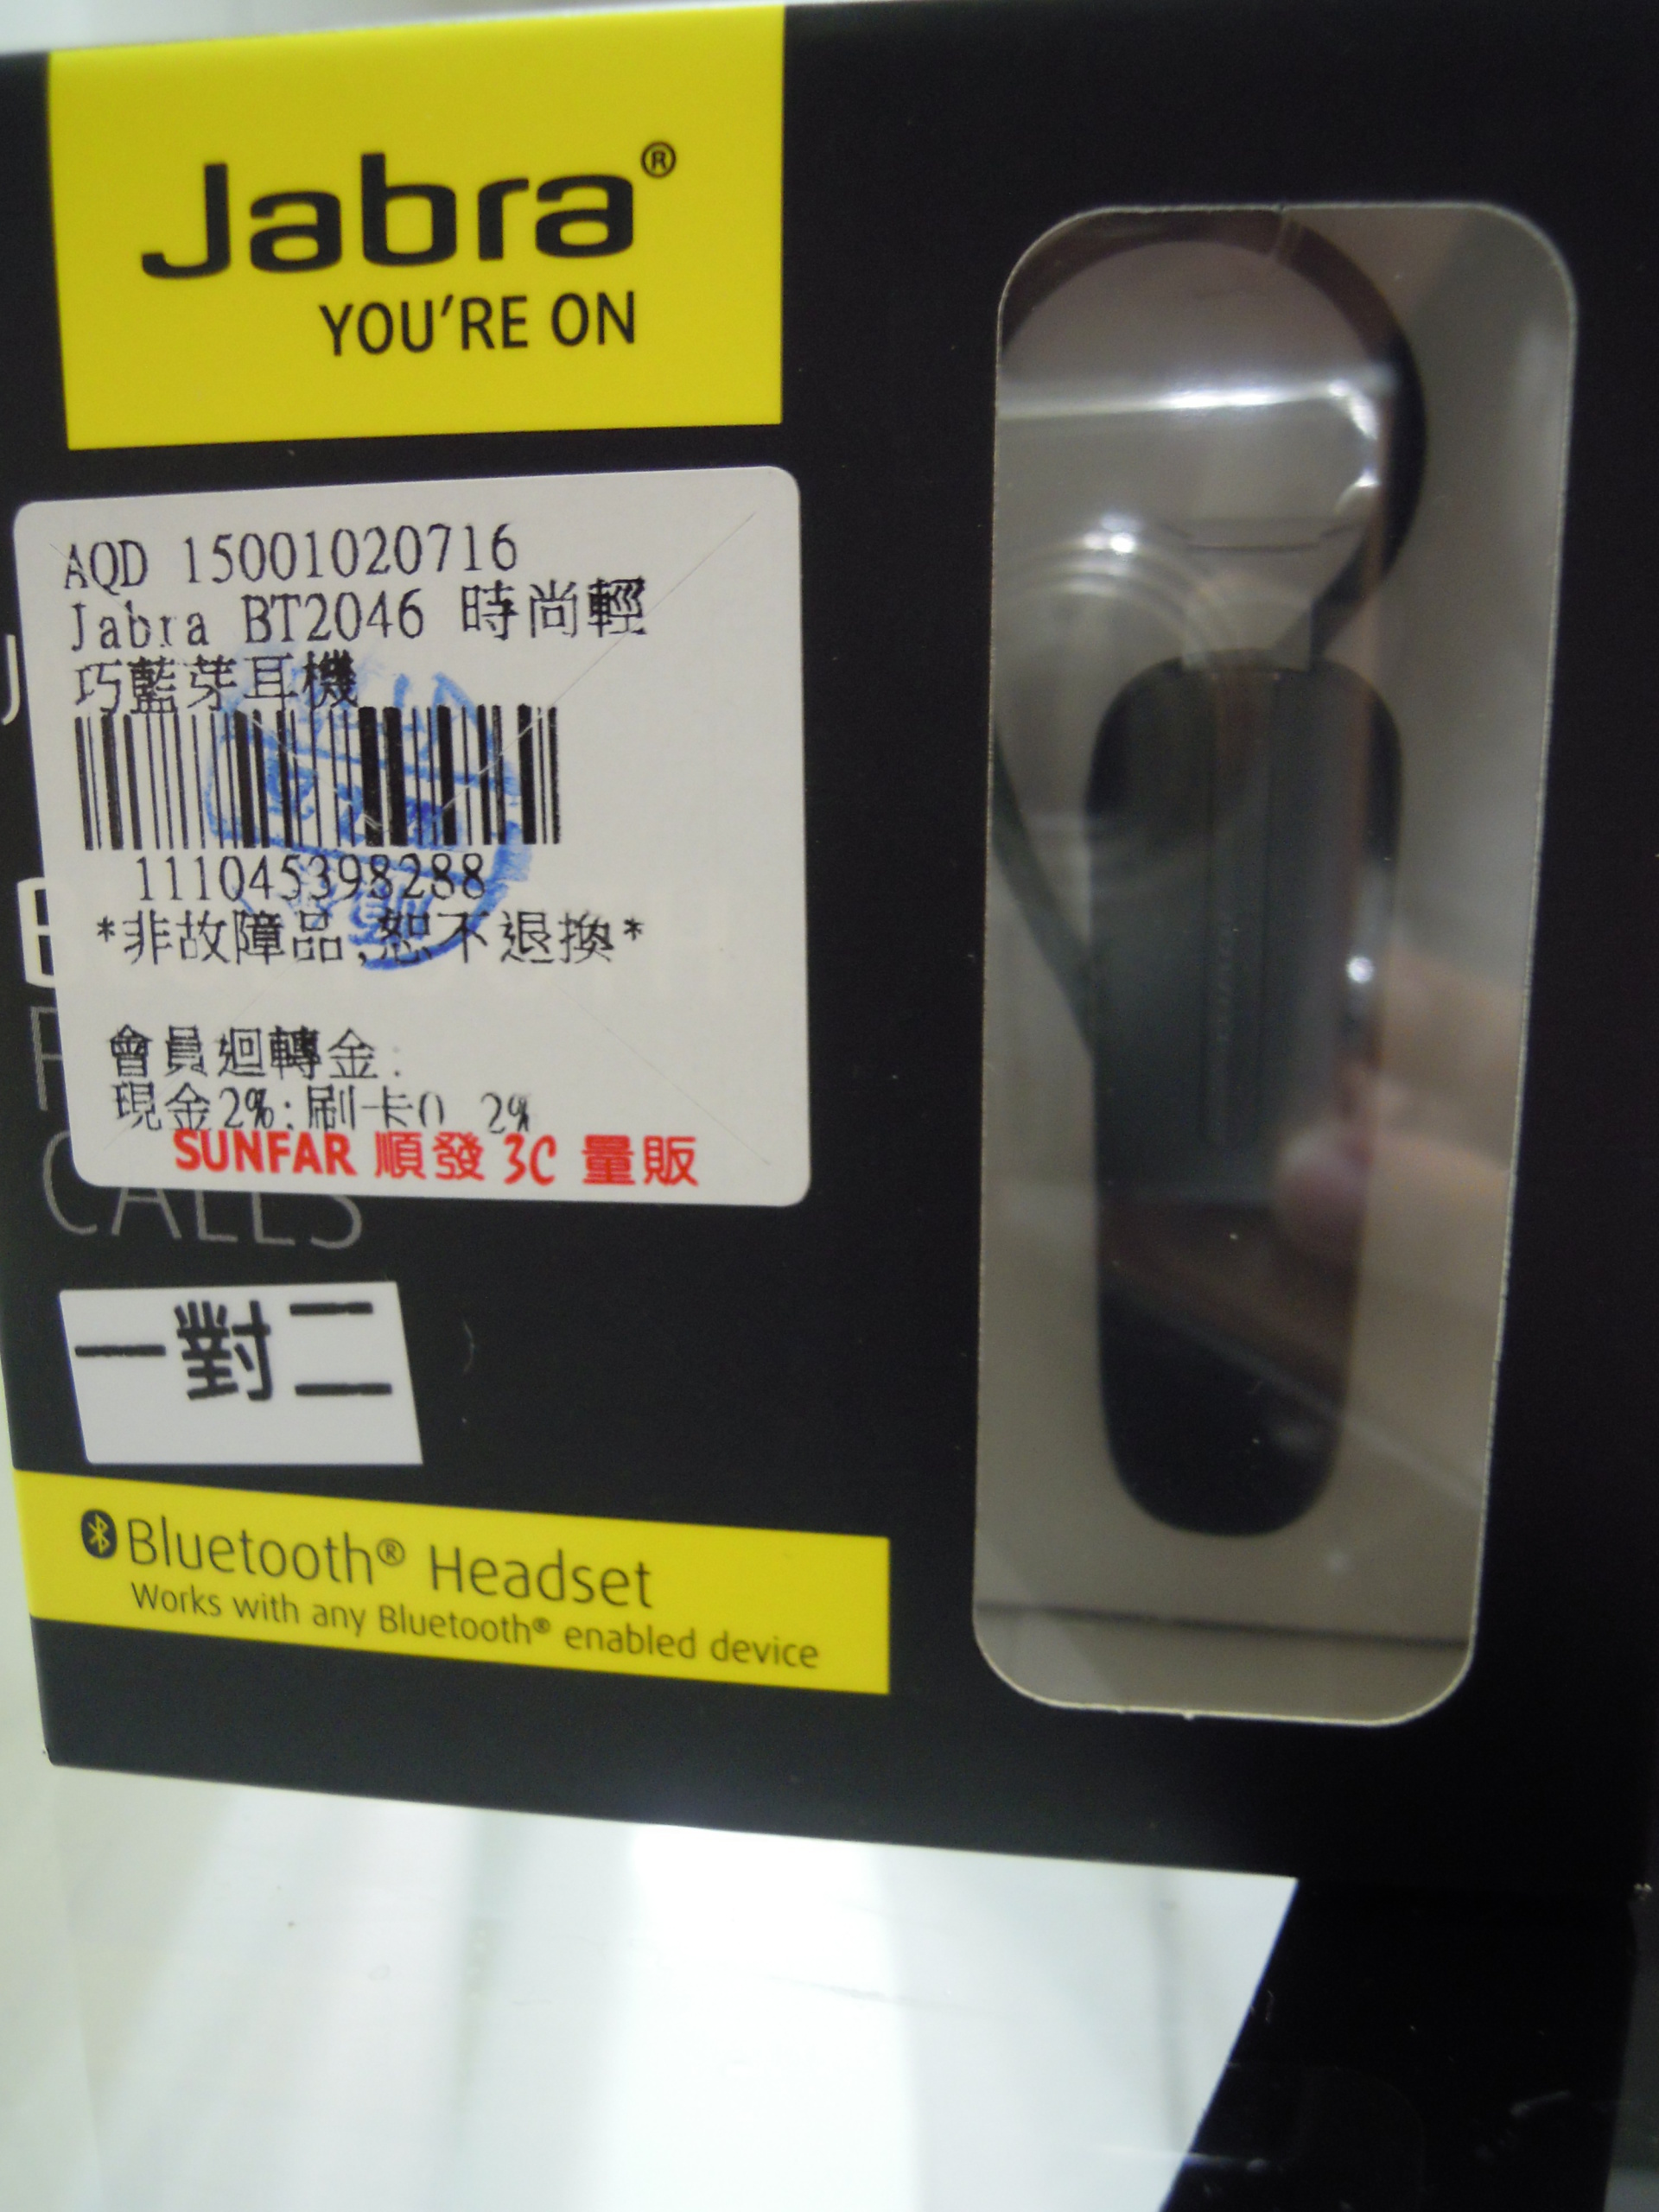 Jabra®
YOU'RE ON
AQD 15001020716
Jabra BT2046 時尚輕
巧藍芽耳機
111045398288
*非故障品,恕不退換*
會員迴轉金:
現金2%:刷卡0 2%
SUNFAR 順發 3C 量販
CALLS
一對二
Bluetooth® Headset
Works with any Bluetooth® enabled device